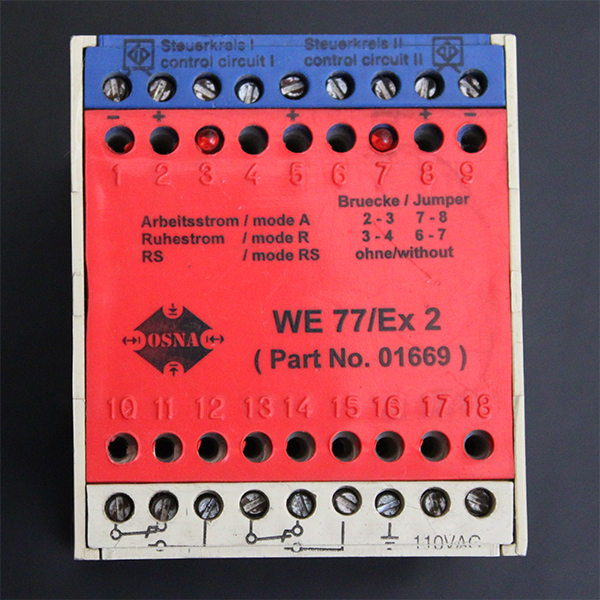 Steuerkreis I Steuerkreis II
control circuit I control circuit II
- + + + -
1 2 3 4 5 6 7 8 9
Bruecke / Jumper
Arbeitsstrom / mode A 2 - 3 7 - 8
Ruhestrom / mode R 3 - 4 6 - 7
RS / mode RS ohne/without
WE 77/Ex 2
( Part No. 01669 )
10 11 12 13 14 15 16 17 18
110VAC